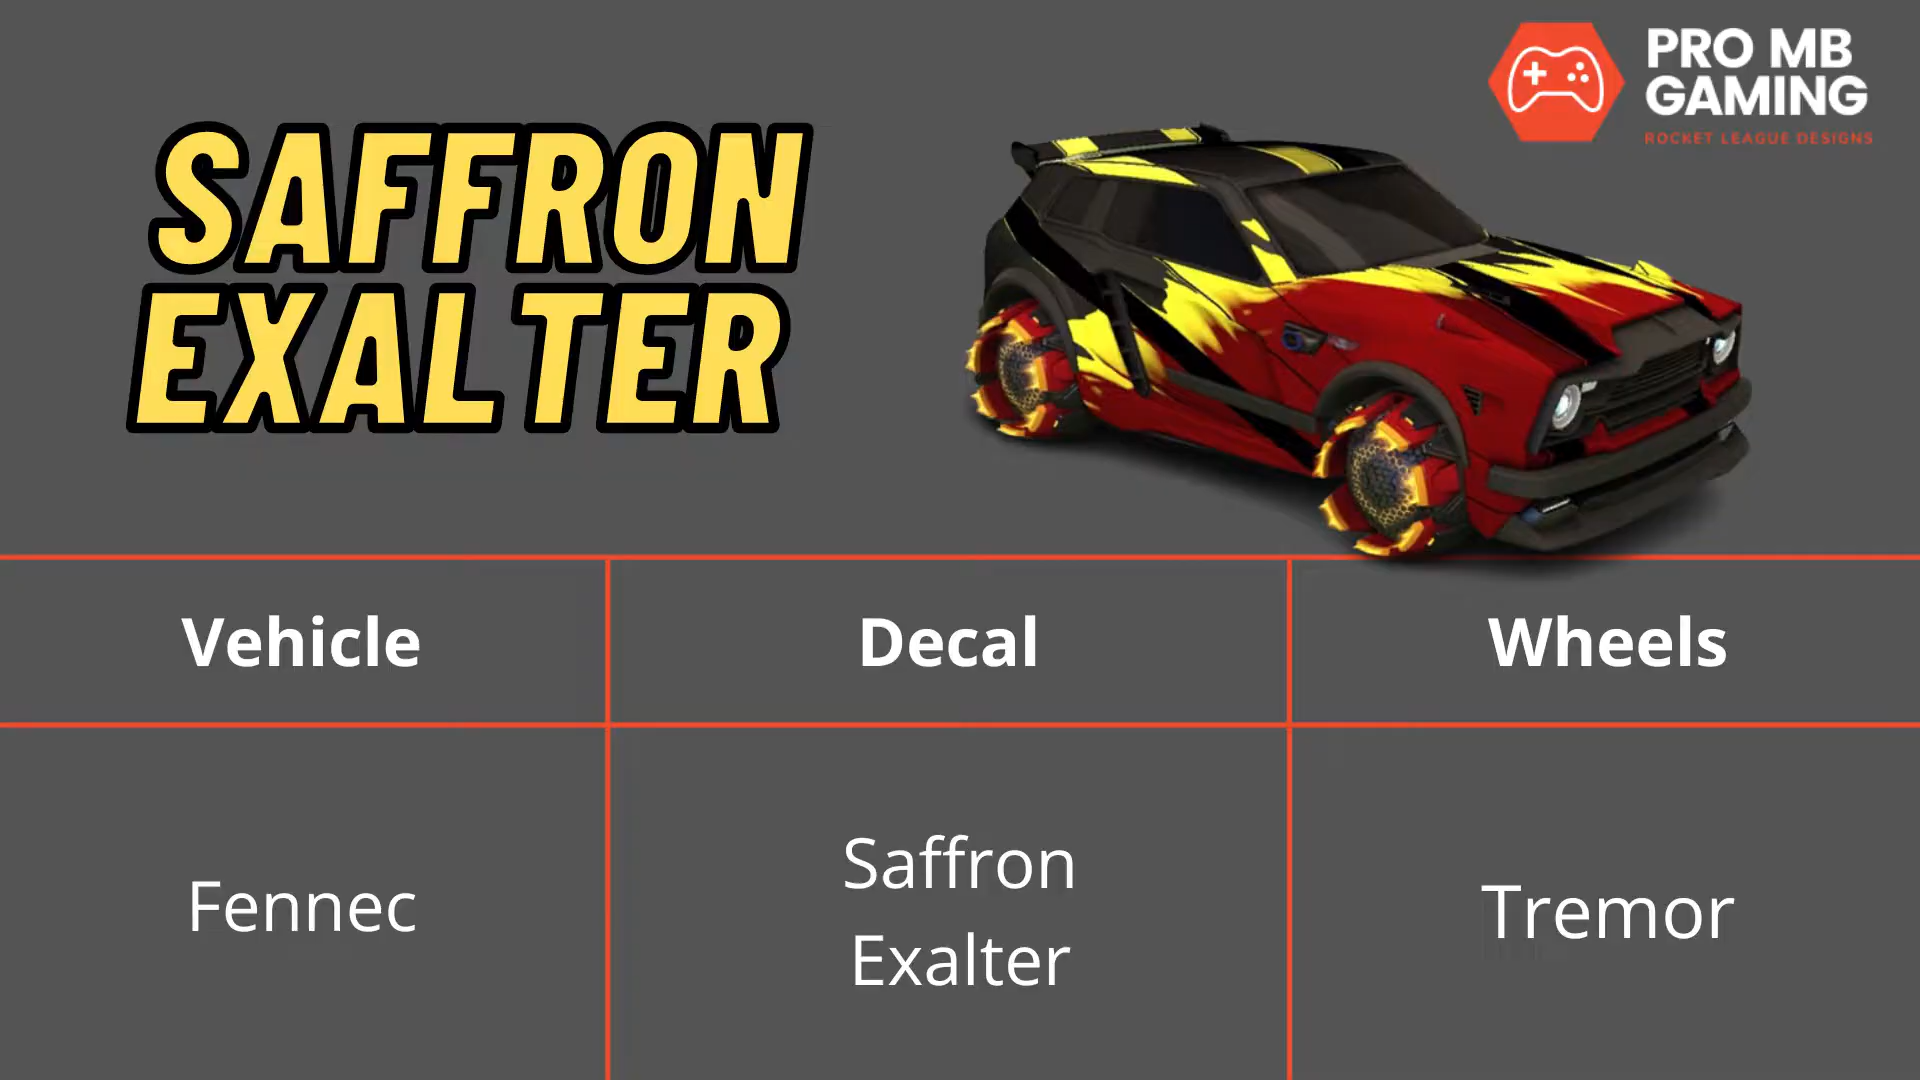 PRO MB
GAMING
ROCKET LEAGUE DESIGNS
SAFFRON
EXALTER
Vehicle
Decal
Wheels
Fennec
Saffron
Exalter
Tremor